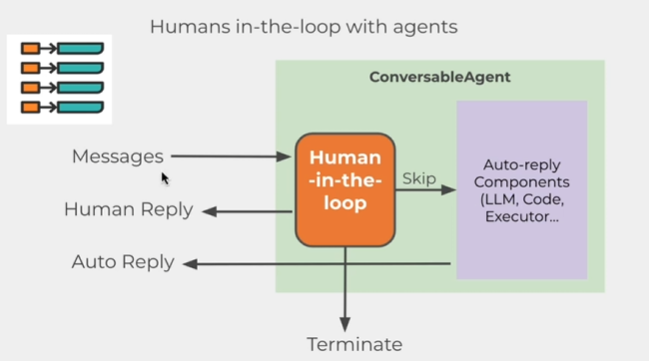 Humans in-the-loop with agents
ConversableAgent
Messages
Human
-in-the-
loop
Skip
Auto-reply
Components
(LLM, Code,
Executor...
Human Reply
Auto Reply
Terminate